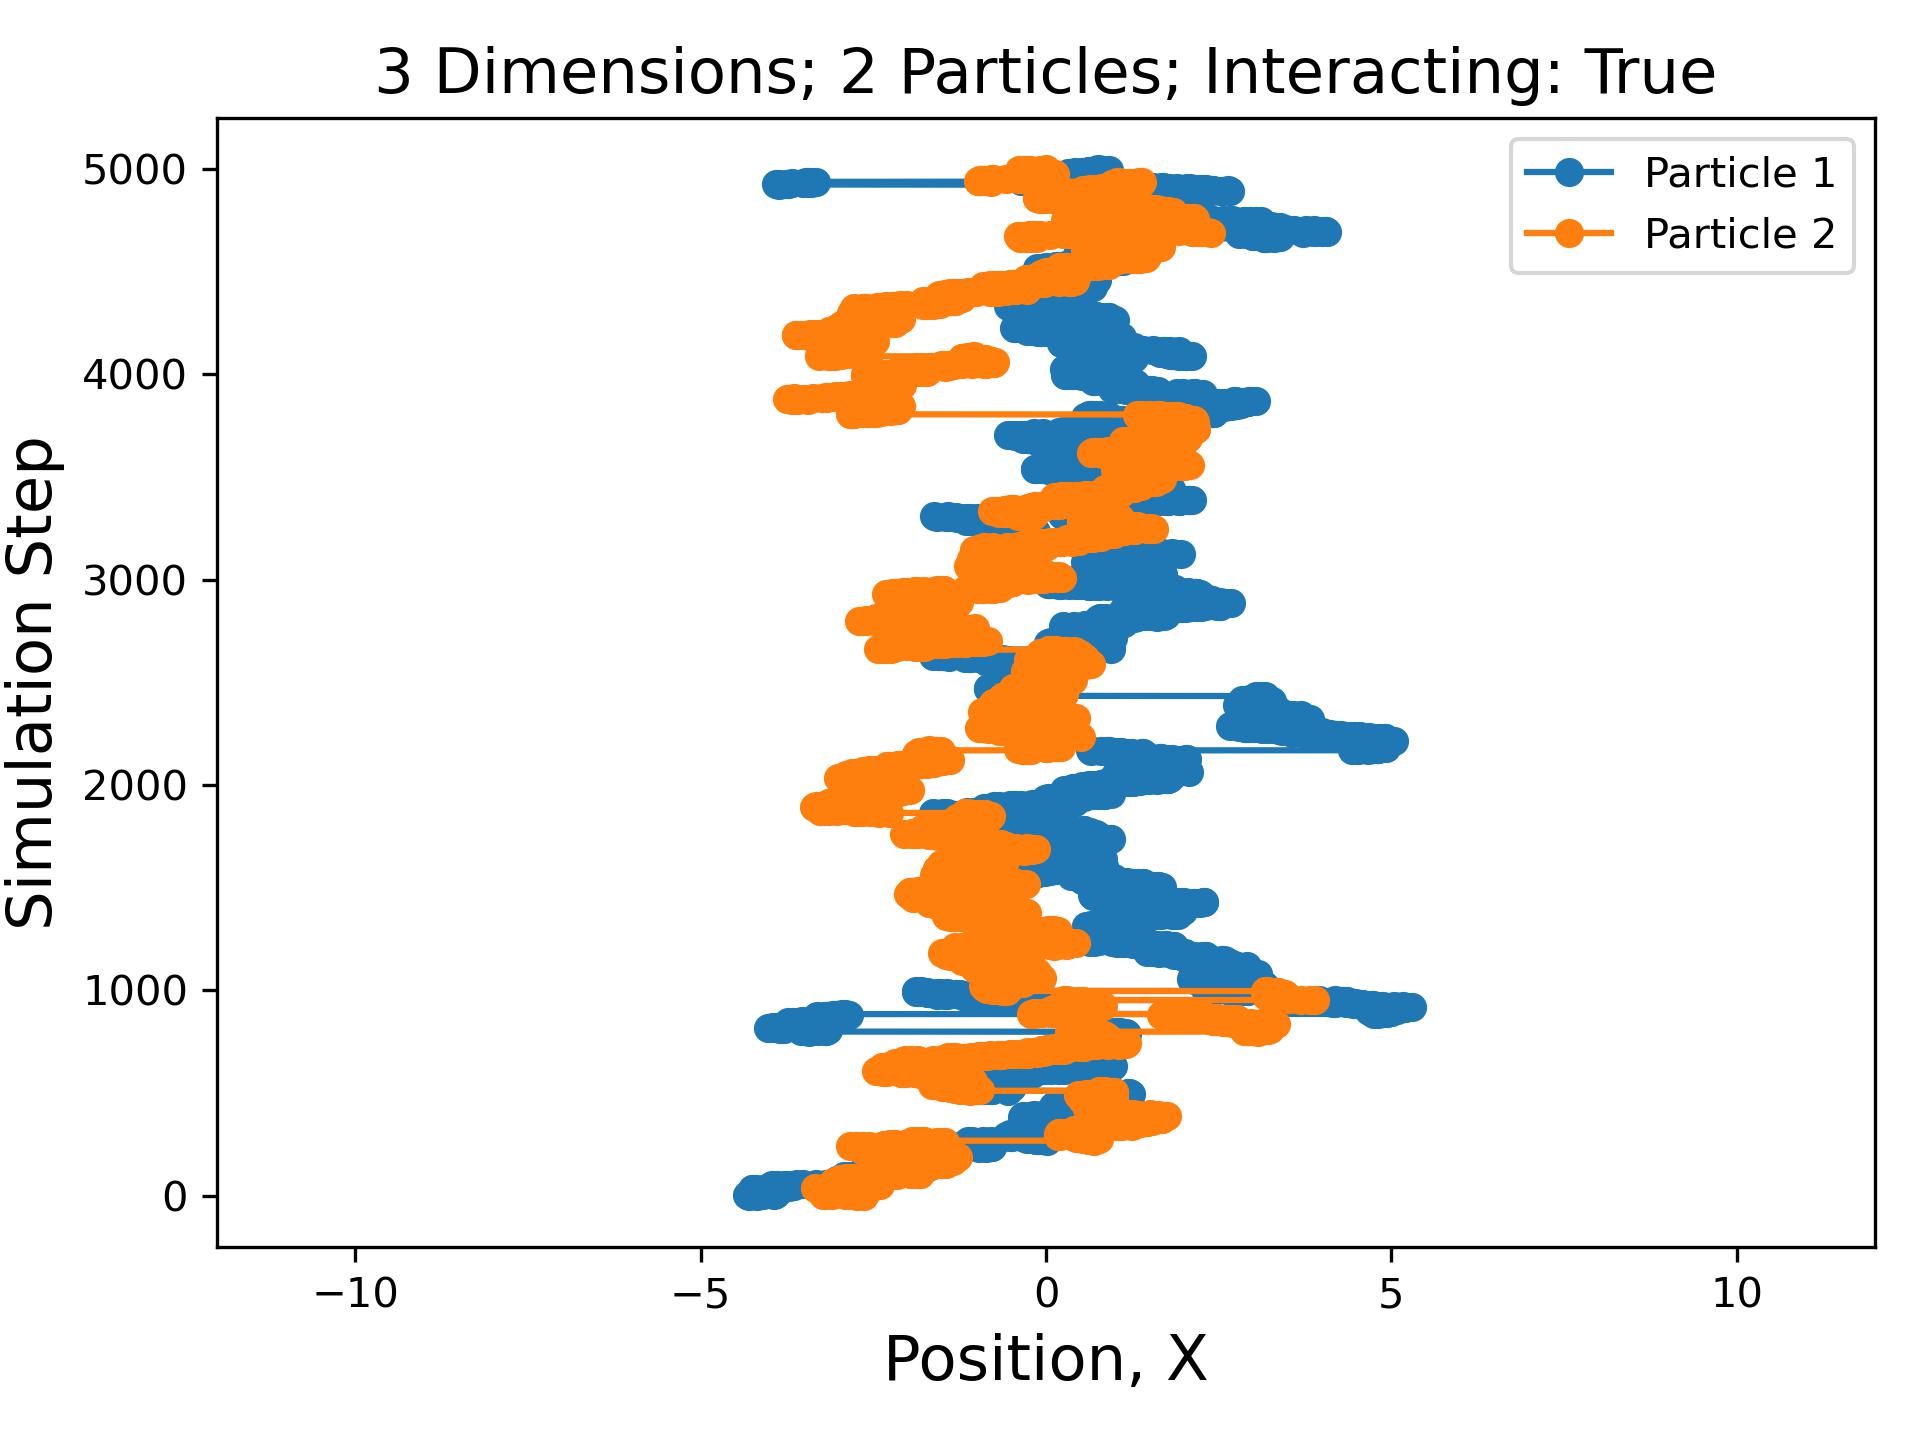 3 Dimensions; 2 Particles; Interacting: True
Particle 1
Particle 2
Simulation Step
5000
4000
3000
2000
1000
0
−10
−5
0
5
10
Position, X